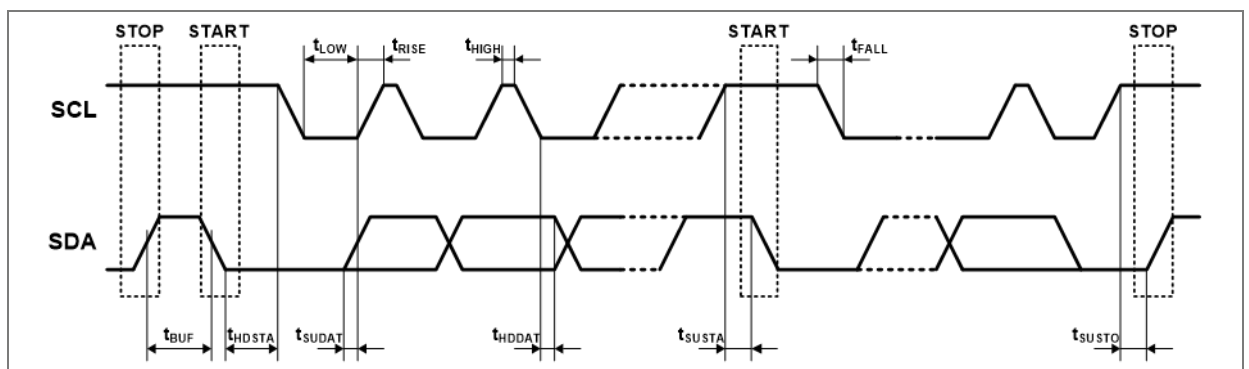 STOP START START STOP
tLOW tRISE tHIGH tFALL
SCL
SDA
tBUF tHDSTA tSUDAT tHDDAT tSUSTA tSUSTO